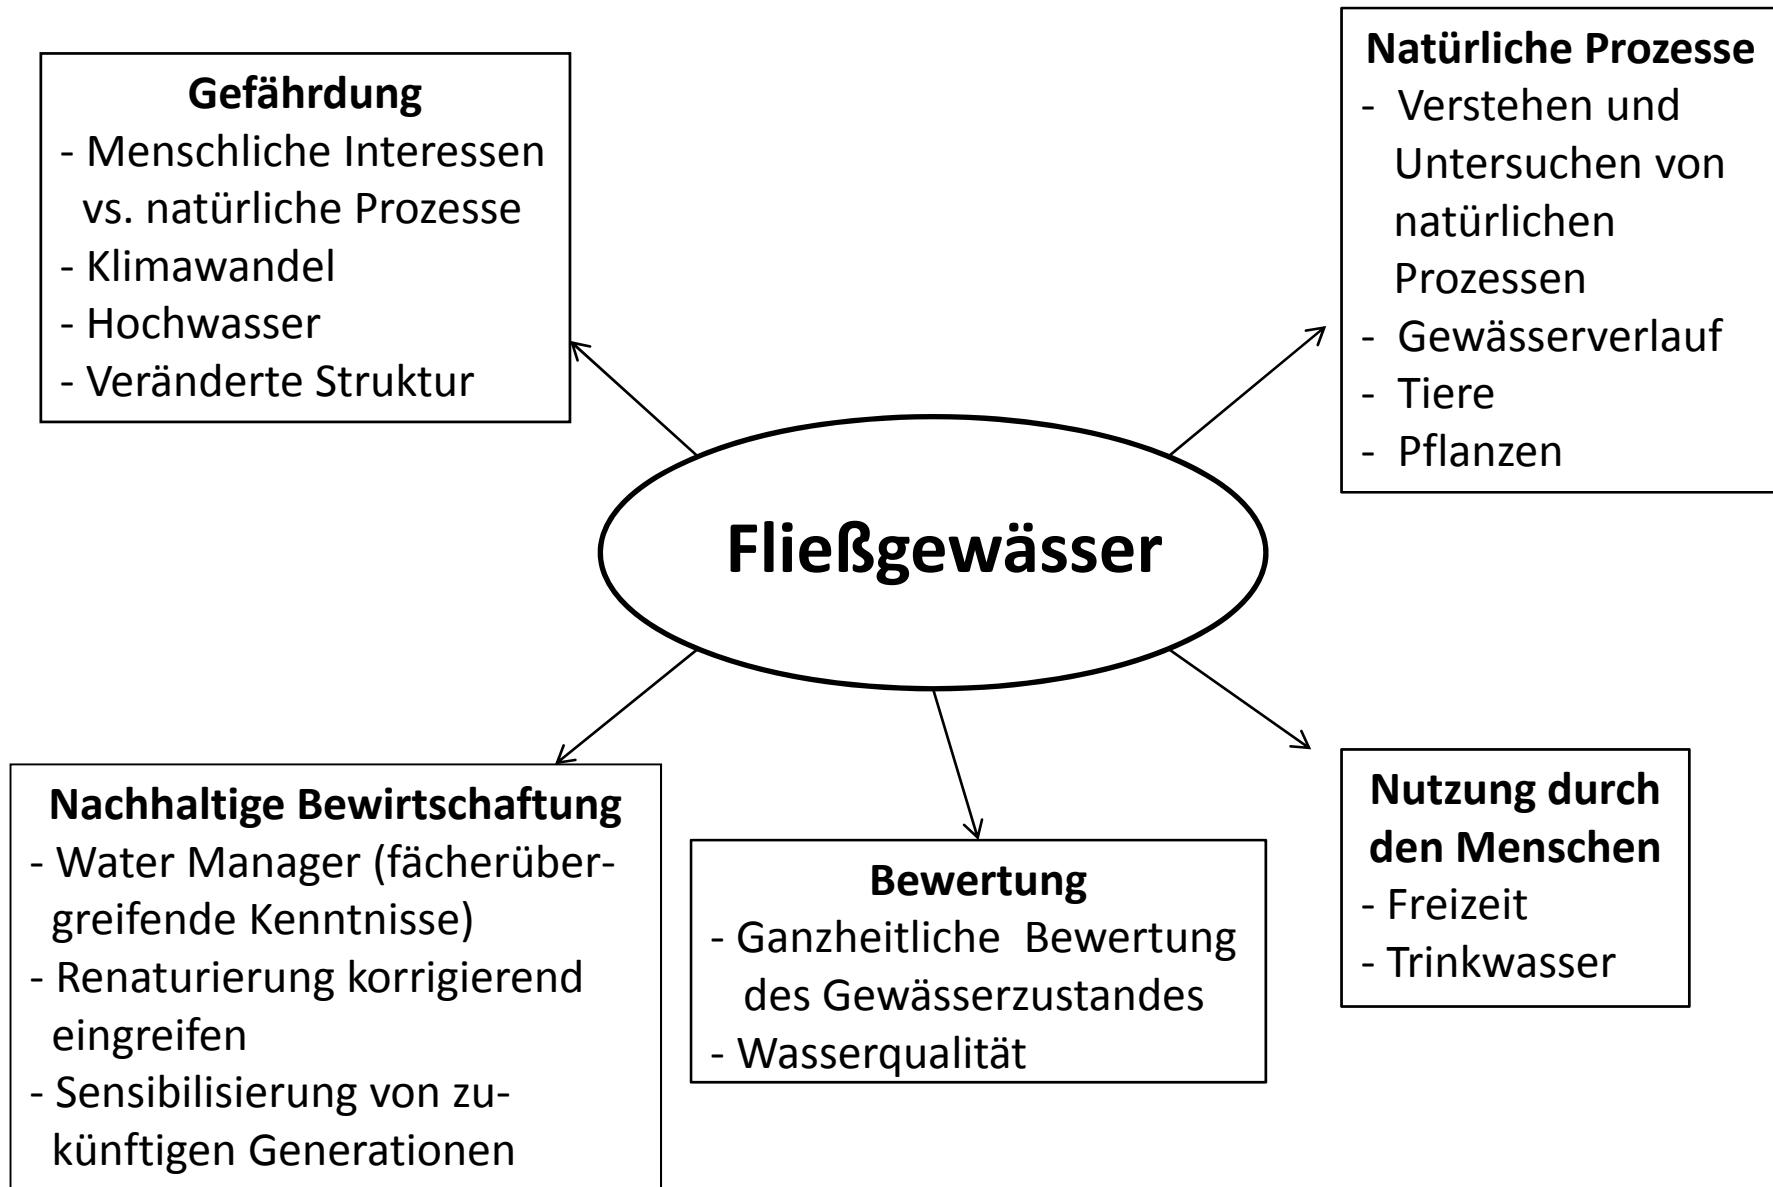 Gefährdung
- Menschliche Interessen
vs. natürliche Prozesse
- Klimawandel
- Hochwasser
- Veränderte Struktur
Natürliche Prozesse
- Verstehen und
Untersuchen von
natürlichen
Prozessen
- Gewässerverlauf
- Tiere
- Pflanzen
Fließgewässer
Nachhaltige Bewirtschaftung
- Water Manager (fächerüber-
greifende Kenntnisse)
- Renaturierung korrigierend
eingreifen
- Sensibilisierung von zu-
künftigen Generationen
Bewertung
- Ganzheitliche Bewertung
des Gewässerzustandes
- Wasserqualität
Nutzung durch
den Menschen
- Freizeit
- Trinkwasser